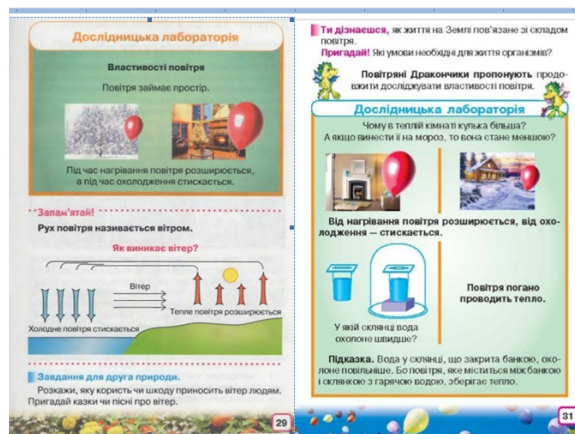 Дослідницька лабораторія
Властивості повітря
Повітря займає простір.
Під час нагрівання повітря розширюється,
а під час охолодження стискається.
Запам'ятай!
Рух повітря називається вітром.
Як виникає вітер?
Вітер
Тепле повітря розширюється
Холодне повітря стискається
Завдання для друга природи.
Розкажи, яку користь чи шкоду приносить вітер людям.
Пригадай казки чи пісні про вітер.
29
Ти дізнаєшся, як життя на Землі пов'язане зі складом
повітря.
Пригадай! Які умови необхідні для життя організмів?
Повітряні Дракончики пропонують продо-
вжити досліджувати властивості повітря.
Дослідницька лабораторія
Чому в теплій кімнаті кулька більша?
А якщо винести її на мороз, то вона стане меншою?
Від нагрівання повітря розширюється, від охо-
лодження — стискається.
Повітря погано
проводить тепло.
У якій склянці вода
охолоне швидше?
Підказка. Вода у склянці, що закрита банкою, охо-
лоне повільніше. Бо повітря, яке міститься між банкою
і склянкою з гарячою водою, зберігає тепло.
31